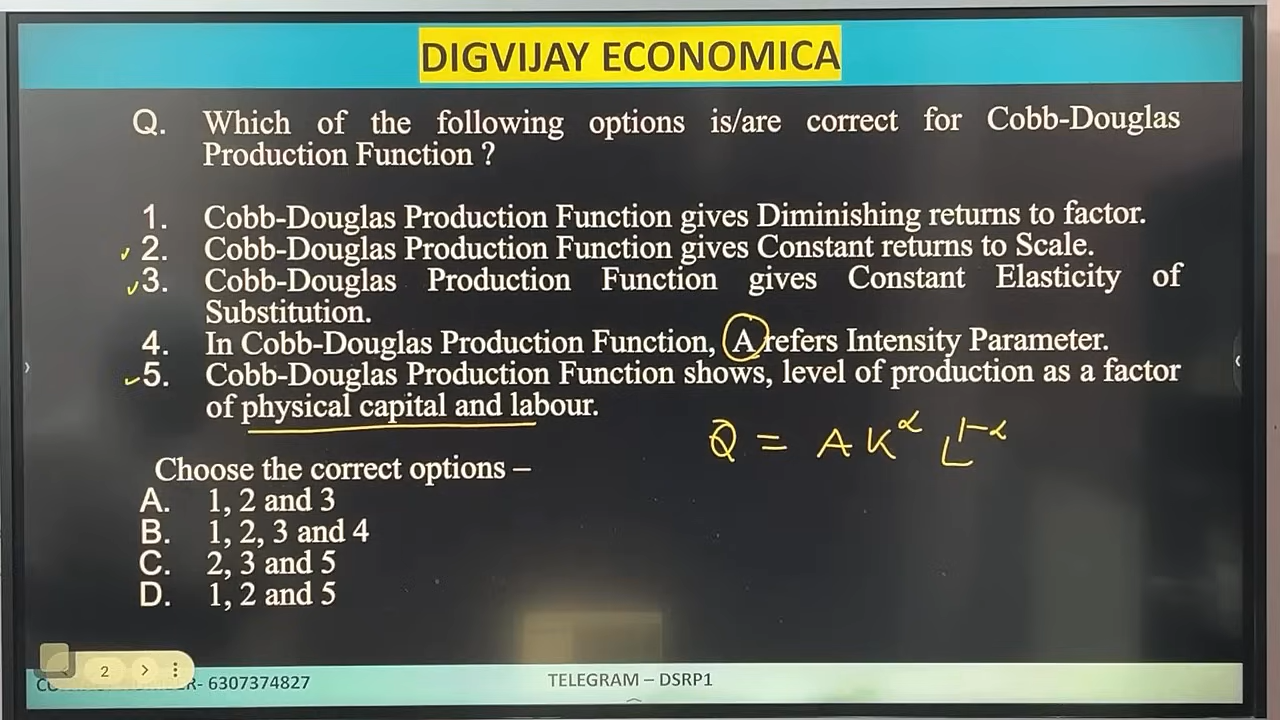 DIGVIJAY ECONOMICA
Q. Which of the following options is/are correct for Cobb-Douglas
Production Function ?
1. Cobb-Douglas Production Function gives Diminishing returns to factor.
2. Cobb-Douglas Production Function gives Constant returns to Scale.
3. Cobb-Douglas Production Function gives Constant Elasticity of
Substitution.
4. In Cobb-Douglas Production Function, A refers Intensity Parameter.
5. Cobb-Douglas Production Function shows, level of production as a factor
of physical capital and labour.
Q = A K^α L^1-α
Choose the correct options –
A. 1, 2 and 3
B. 1, 2, 3 and 4
C. 2, 3 and 5
D. 1, 2 and 5
2
R- 6307374827
TELEGRAM – DSRP1